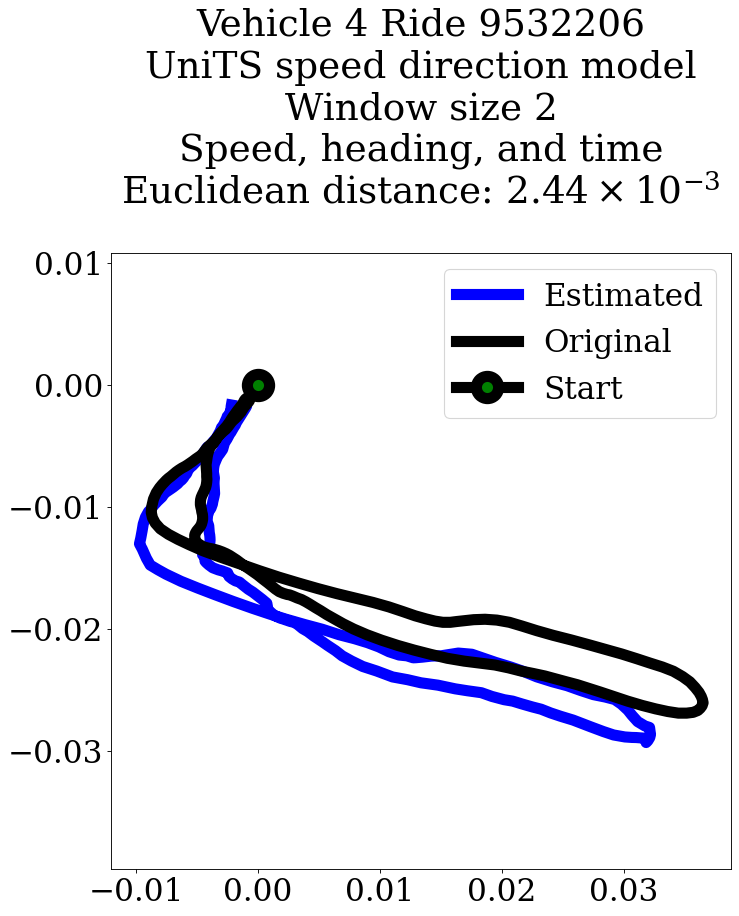 Vehicle 4 Ride 9532206
UniTS speed direction model
Window size 2
Speed, heading, and time
Euclidean distance: 2.44 × 10⁻³
Estimated
Original
Start
0.01
0.00
−0.01
−0.02
−0.03
−0.01 0.00 0.01 0.02 0.03